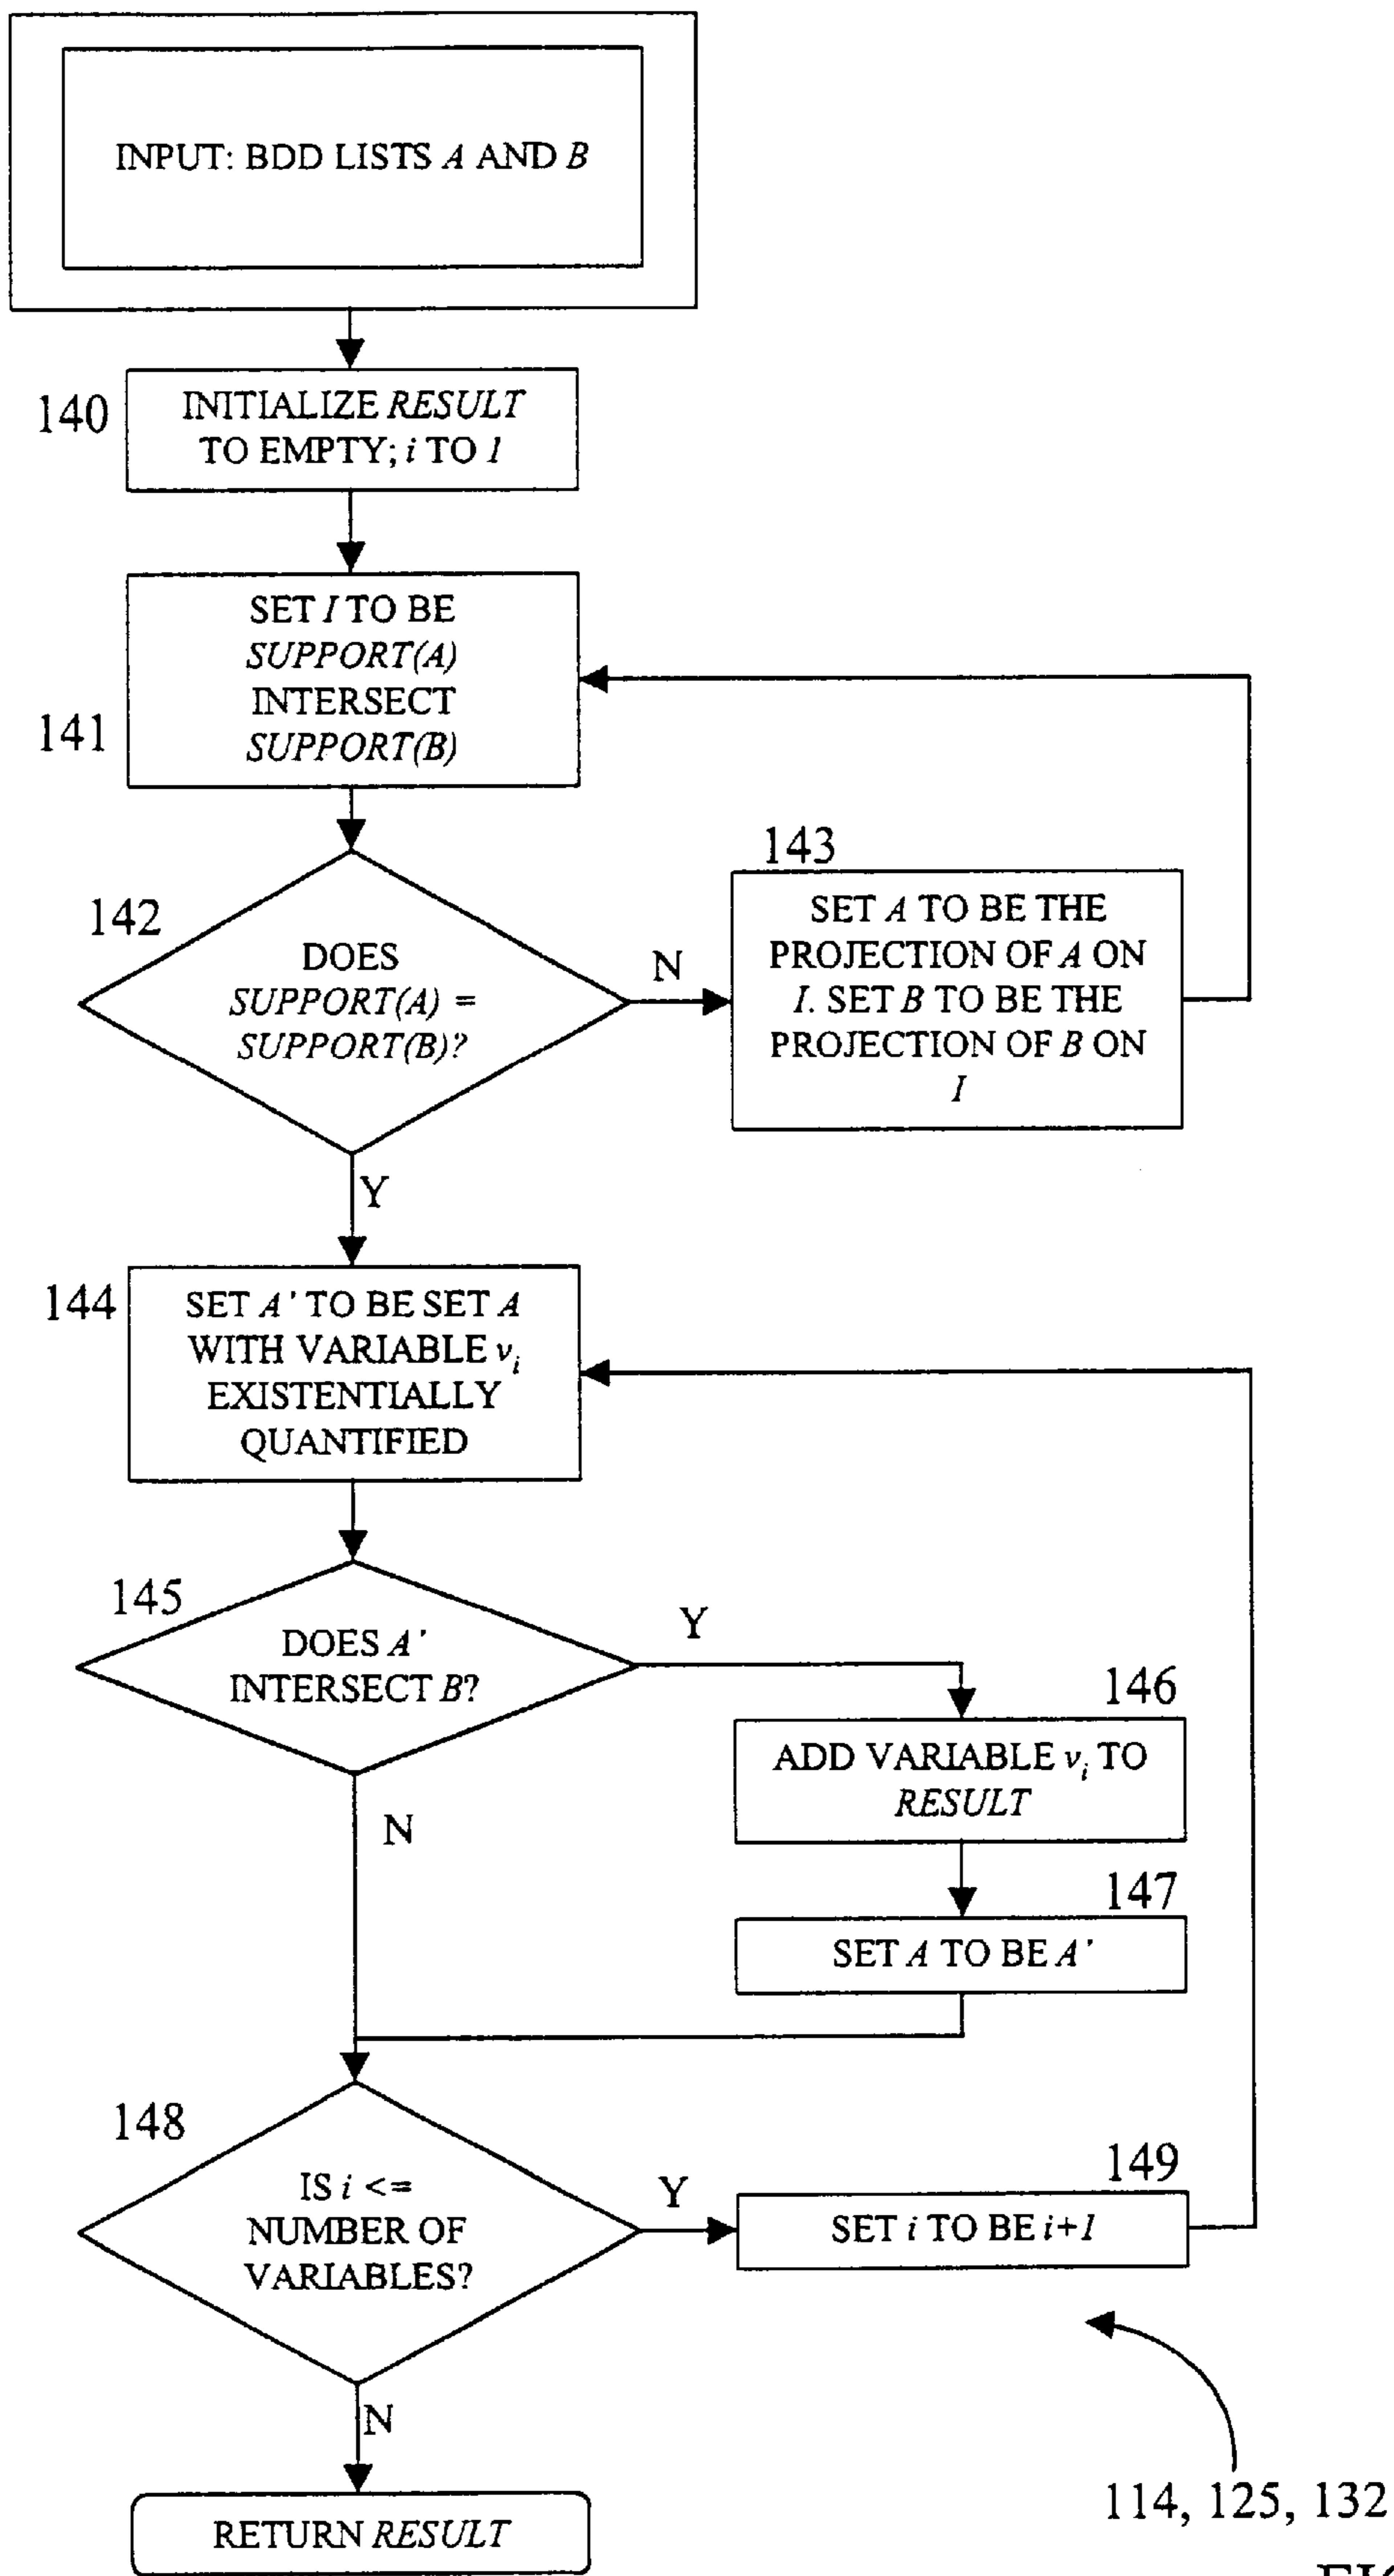 INPUT: BDD LISTS A AND B
140
INITIALIZE RESULT
TO EMPTY; i TO 1
141
SET I TO BE
SUPPORT(A)
INTERSECT
SUPPORT(B)
142
DOES
SUPPORT(A) =
SUPPORT(B)?
N
143
SET A TO BE THE
PROJECTION OF A ON
I. SET B TO BE THE
PROJECTION OF B ON
I
Y
144
SET A' TO BE SET A
WITH VARIABLE vi
EXISTENTIALLY
QUANTIFIED
145
DOES A'
INTERSECT B?
Y
N
146
ADD VARIABLE vi TO
RESULT
147
SET A TO BE A'
148
IS i <=
NUMBER OF
VARIABLES?
Y
149
SET i TO BE i+1
N
RETURN RESULT
114, 125, 132